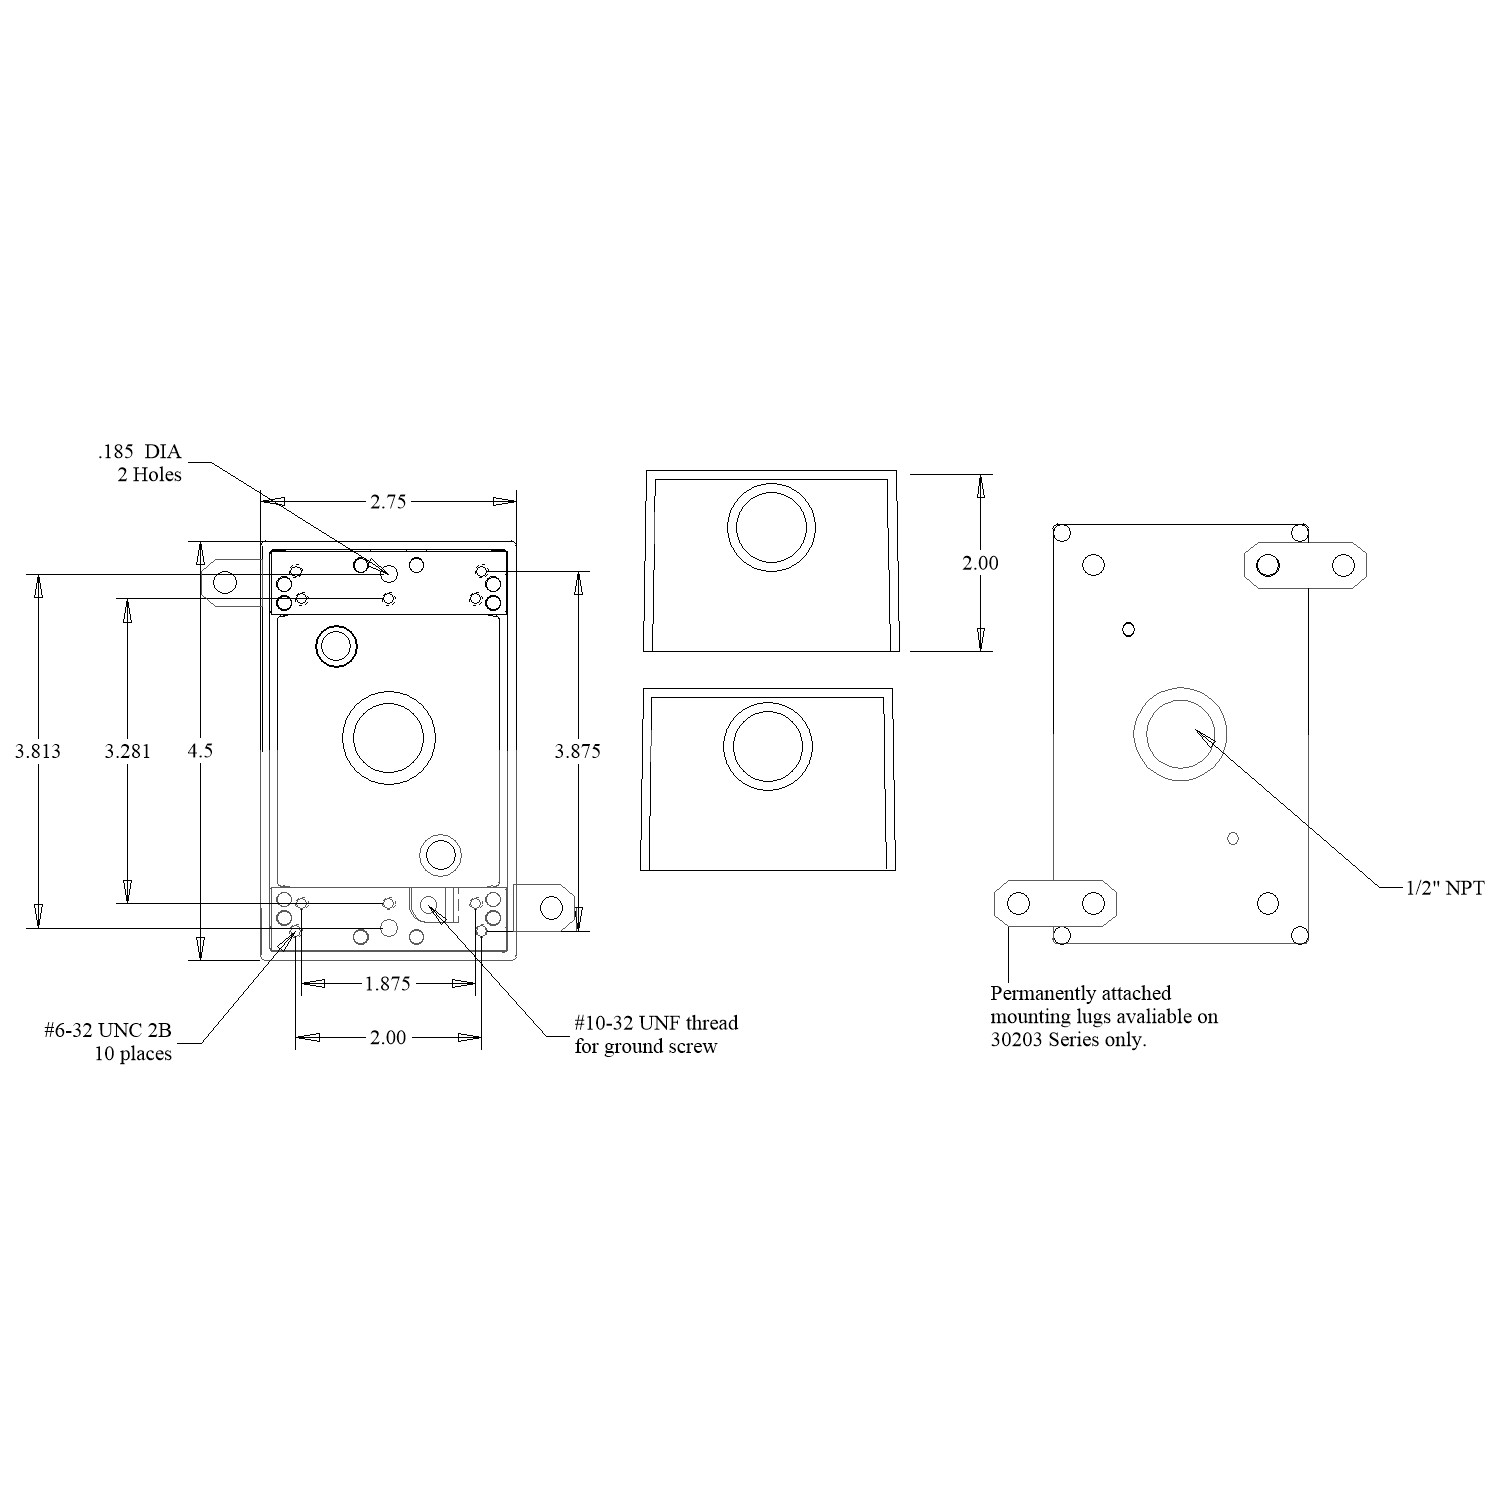 .185 DIA
2 Holes
2.75
2.00
3.813
3.281
4.5
3.875
1/2" NPT
1.875
2.00
#6-32 UNC 2B
10 places
#10-32 UNF thread
for ground screw
Permanently attached
mounting lugs avaliable on
30203 Series only.